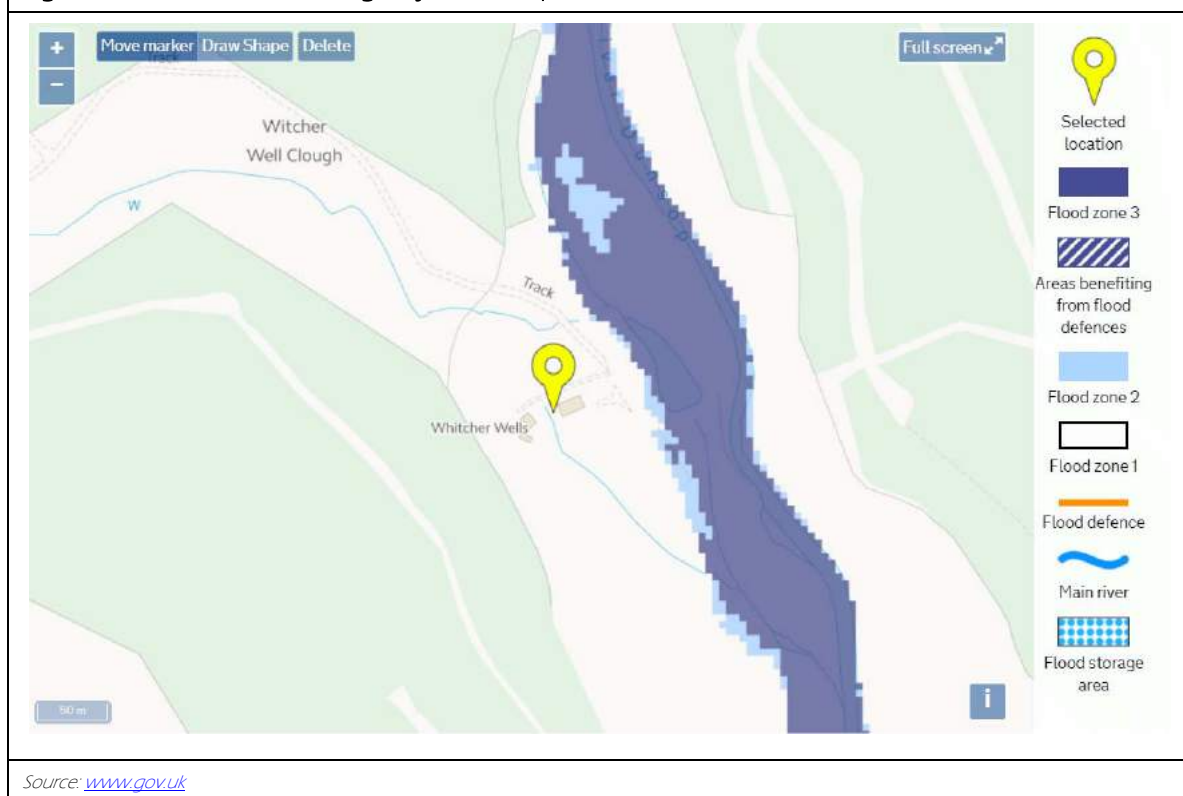 +
−
Move marker
Draw Shape
Delete
Full screen
Track
Witcher
Well Clough
W
Track
Whitcher Wells
50 m
i
Selected
location
Flood zone 3
Areas benefiting
from flood
defences
Flood zone 2
Flood zone 1
Flood defence
Main river
Flood storage
area
Source: www.gov.uk